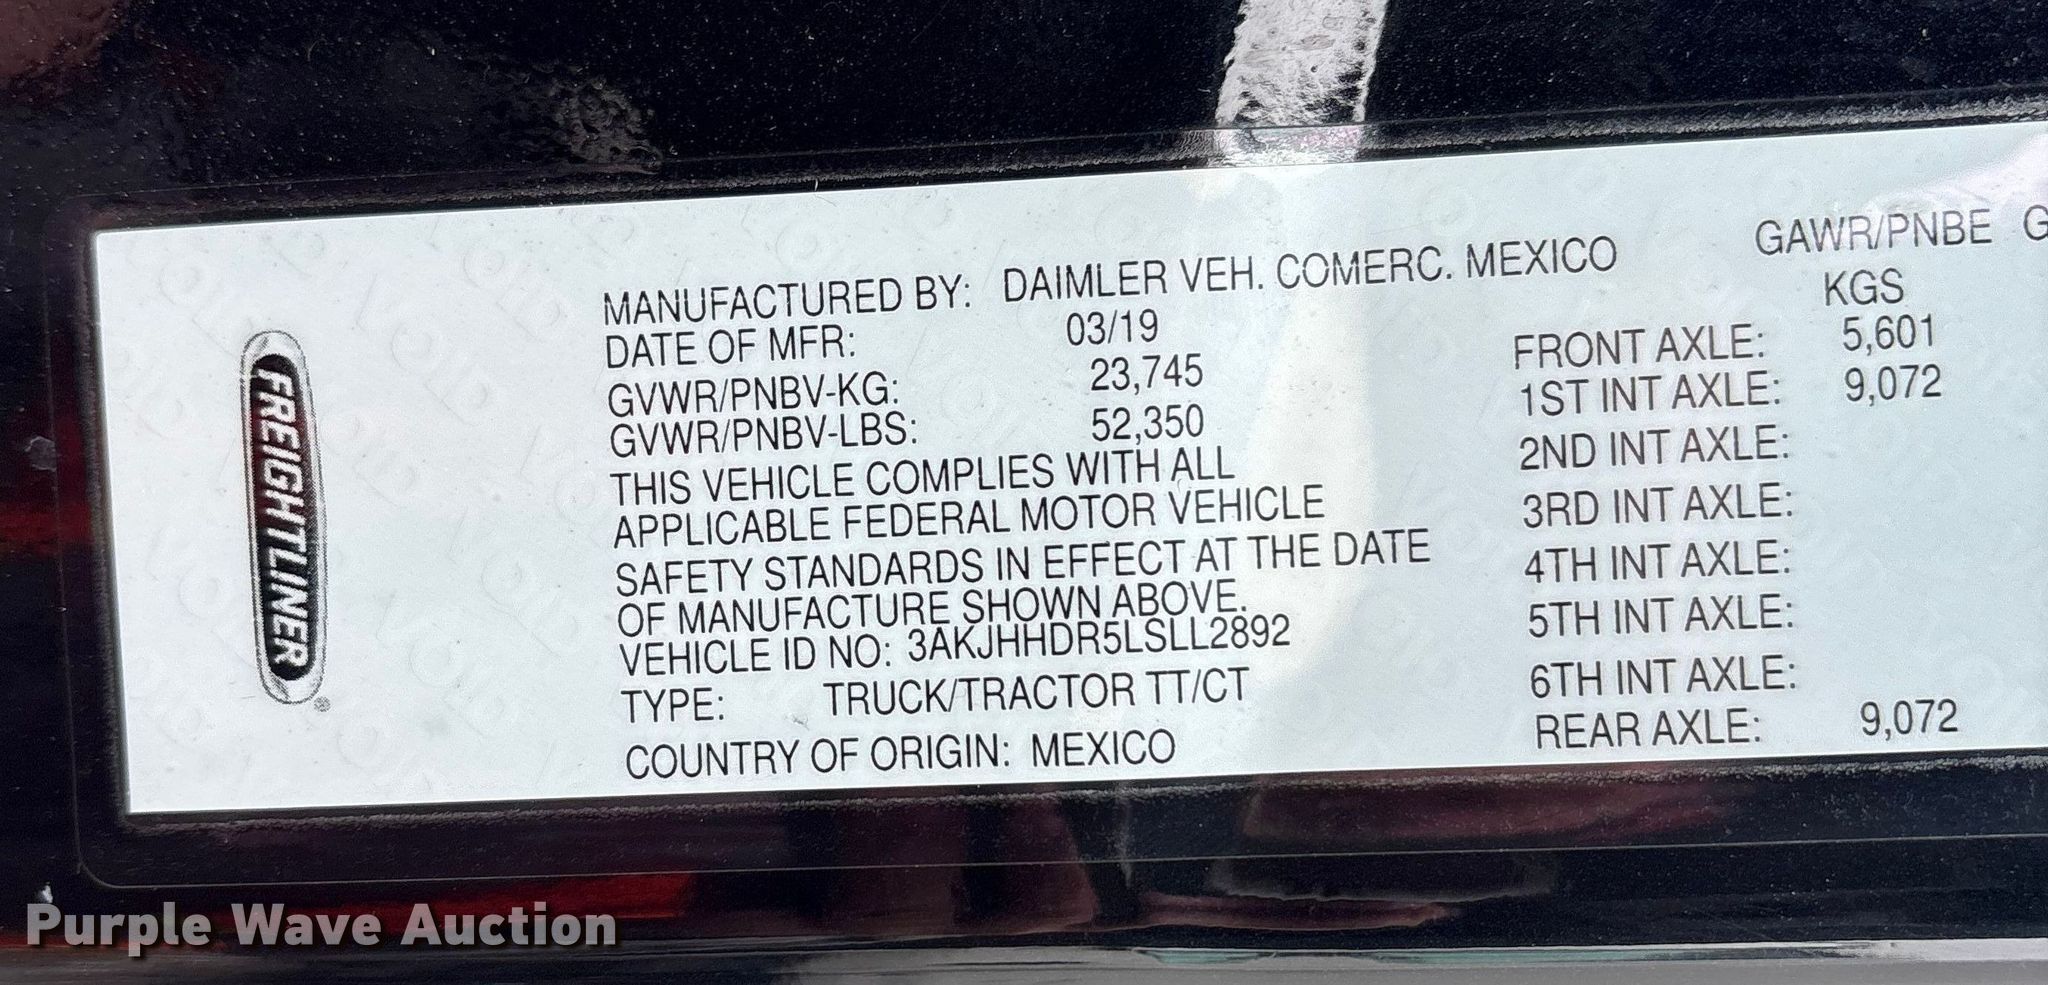 FREIGHTLINER®
MANUFACTURED BY: DAIMLER VEH. COMERC. MEXICO
DATE OF MFR: 03/19
GVWR/PNBV-KG: 23,745
GVWR/PNBV-LBS: 52,350
THIS VEHICLE COMPLIES WITH ALL
APPLICABLE FEDERAL MOTOR VEHICLE
SAFETY STANDARDS IN EFFECT AT THE DATE
OF MANUFACTURE SHOWN ABOVE.
VEHICLE ID NO: 3AKJHHDR5LSLL2892
TYPE: TRUCK/TRACTOR TT/CT
COUNTRY OF ORIGIN: MEXICO
GAWR/PNBE G
KGS
FRONT AXLE: 5,601
1ST INT AXLE: 9,072
2ND INT AXLE:
3RD INT AXLE:
4TH INT AXLE:
5TH INT AXLE:
6TH INT AXLE:
REAR AXLE: 9,072
Purple Wave Auction